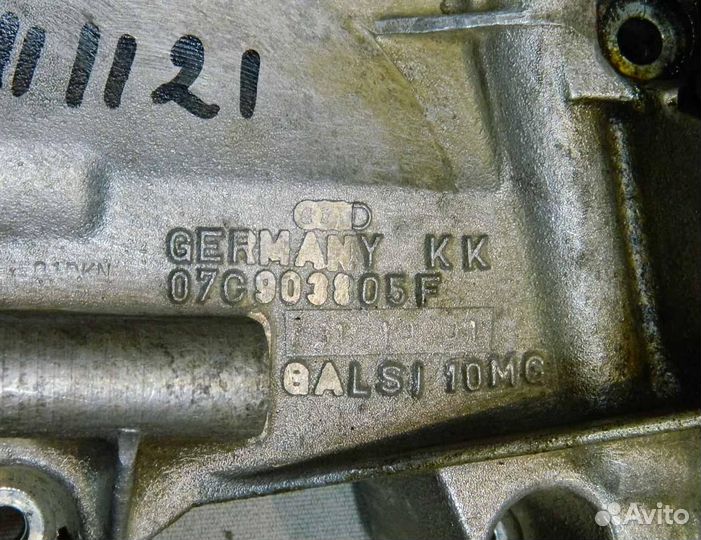 1121
GERMANY KK
07C903805F
GALSI 10MG
Avito